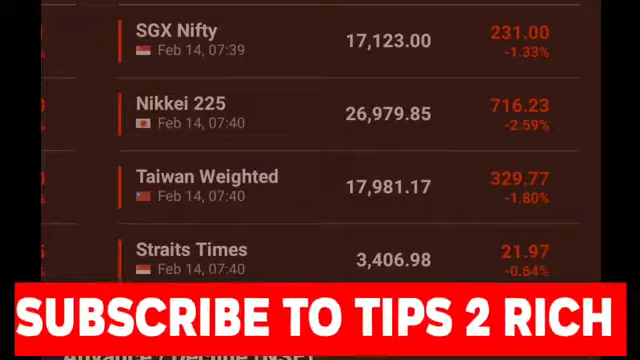 SGX Nifty 17,123.00 231.00
Feb 14, 07:39 -1.33%
Nikkei 225 26,979.85 716.23
Feb 14, 07:40 -2.59%
Taiwan Weighted 17,981.17 329.77
Feb 14, 07:40 -1.80%
Straits Times 3,406.98 21.97
Feb 14, 07:40 -0.64%
SUBSCRIBE TO TIPS 2 RICH